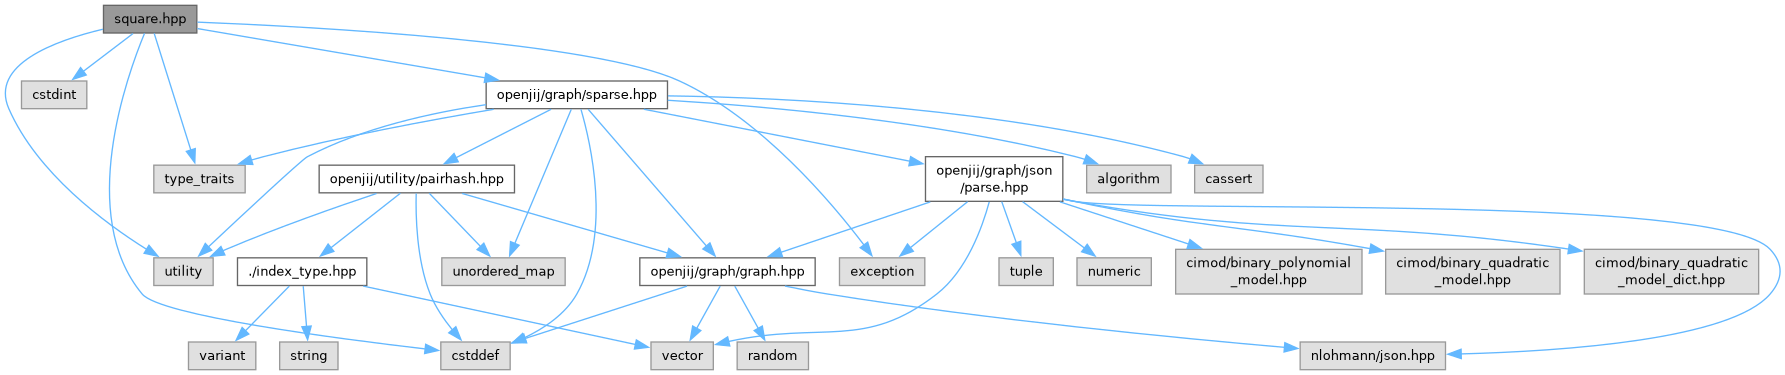 square.hpp
cstdint
openjij/graph/sparse.hpp
type_traits
openjij/utility/pairhash.hpp
openjij/graph/json
/parse.hpp
algorithm
cassert
utility
./index_type.hpp
unordered_map
openjij/graph/graph.hpp
exception
tuple
numeric
cimod/binary_polynomial
_model.hpp
cimod/binary_quadratic
_model.hpp
cimod/binary_quadratic
_model_dict.hpp
variant
string
cstddef
vector
random
nlohmann/json.hpp